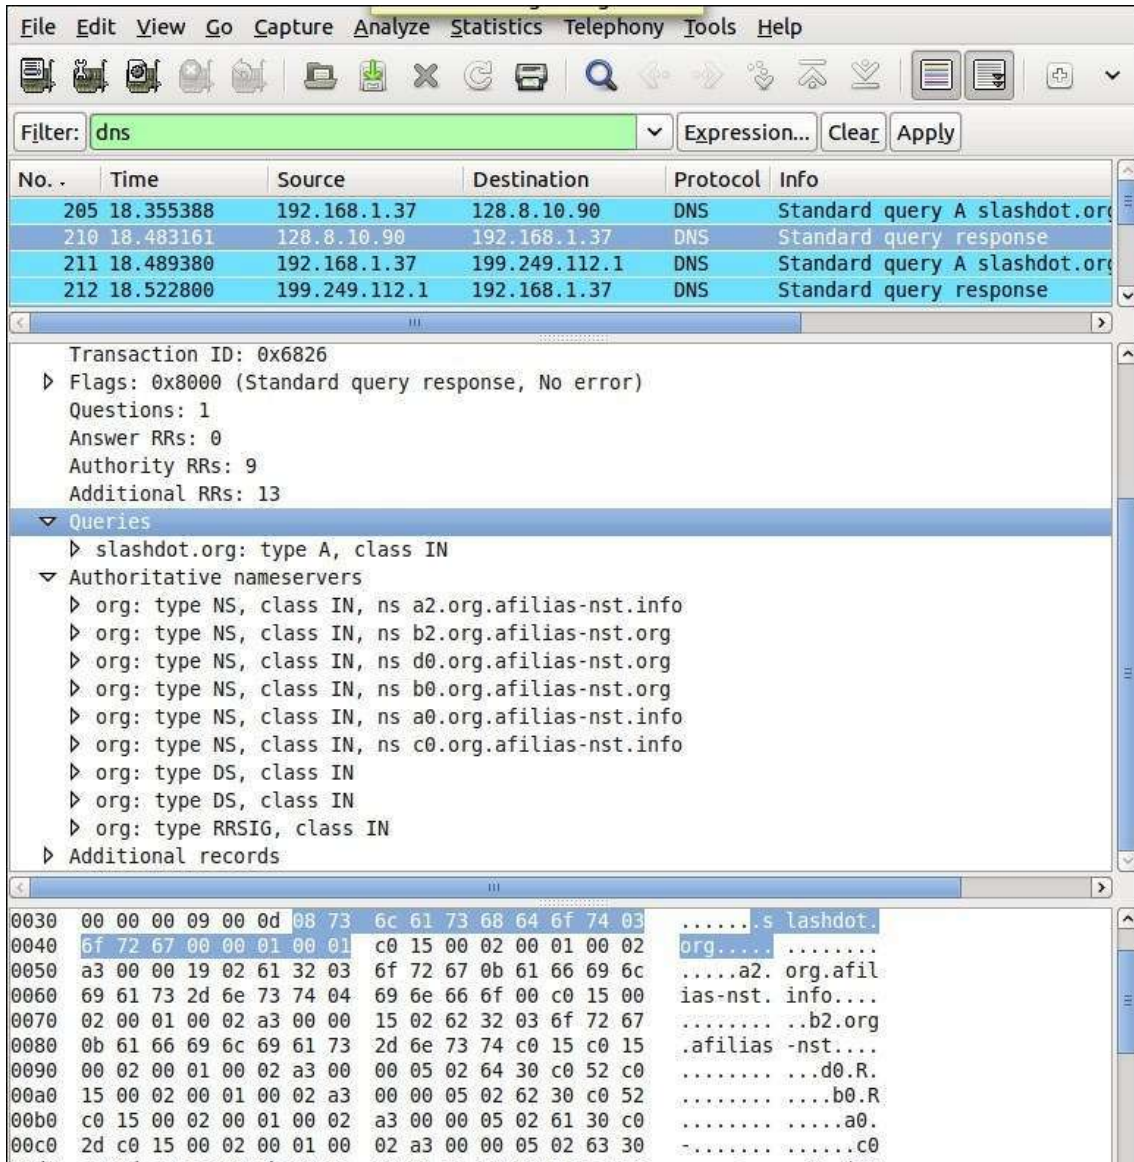 File Edit View Go Capture Analyze Statistics Telephony Tools Help
Filter: dns Expression... Clear Apply
No. . Time Source Destination Protocol Info
205 18.355388 192.168.1.37 128.8.10.90 DNS Standard query A slashdot.org
210 18.483161 128.8.10.90 192.168.1.37 DNS Standard query response
211 18.489380 192.168.1.37 199.249.112.1 DNS Standard query A slashdot.org
212 18.522800 199.249.112.1 192.168.1.37 DNS Standard query response
Transaction ID: 0x6826
Flags: 0x8000 (Standard query response, No error)
Questions: 1
Answer RRs: 0
Authority RRs: 9
Additional RRs: 13
Queries
slashdot.org: type A, class IN
Authoritative nameservers
org: type NS, class IN, ns a2.org.afilias-nst.info
org: type NS, class IN, ns b2.org.afilias-nst.org
org: type NS, class IN, ns d0.org.afilias-nst.org
org: type NS, class IN, ns b0.org.afilias-nst.org
org: type NS, class IN, ns a0.org.afilias-nst.info
org: type NS, class IN, ns c0.org.afilias-nst.info
org: type DS, class IN
org: type DS, class IN
org: type RRSIG, class IN
Additional records
0030 00 00 00 09 00 0d 08 73 6c 61 73 68 64 6f 74 03 .......s lashdot.
0040 6f 72 67 00 00 01 00 01 c0 15 00 02 00 01 00 02 org..... ........
0050 a3 00 00 19 02 61 32 03 6f 72 67 0b 61 66 69 6c .....a2. org.afil
0060 69 61 73 2d 6e 73 74 04 69 6e 66 6f 00 c0 15 00 ias-nst. info....
0070 02 00 01 00 02 a3 00 00 15 02 62 32 03 6f 72 67 ........ ..b2.org
0080 0b 61 66 69 6c 69 61 73 2d 6e 73 74 c0 15 c0 15 .afilias -nst....
0090 00 02 00 01 00 02 a3 00 00 05 02 64 30 c0 52 c0 ........ ...d0.R.
00a0 15 00 02 00 01 00 02 a3 00 00 05 02 62 30 c0 52 ........ ....b0.R
00b0 c0 15 00 02 00 01 00 02 a3 00 00 05 02 61 30 c0 ........ .....a0.
00c0 2d c0 15 00 02 00 01 00 02 a3 00 00 05 02 63 30 -....... ......c0